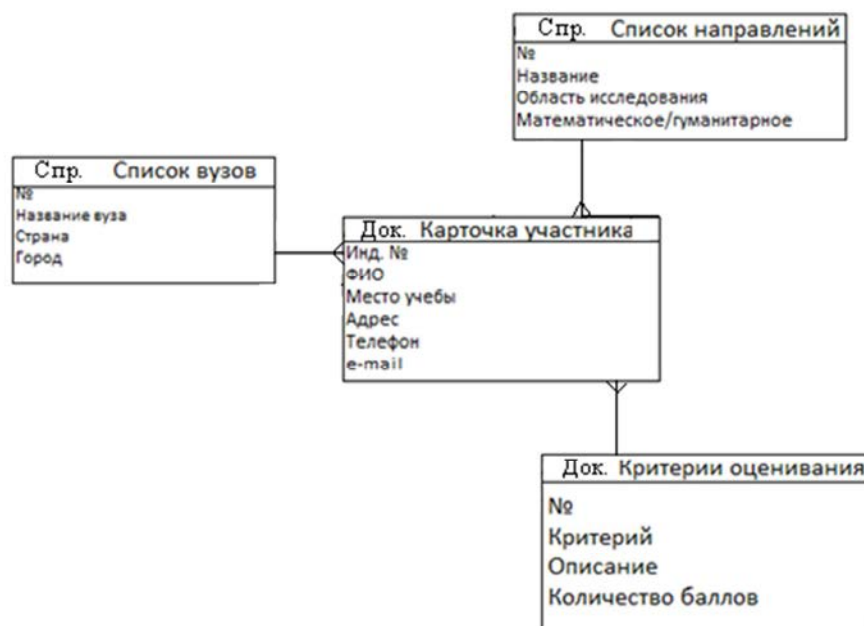 Спр. Список направлений
№
Название
Область исследования
Математическое/гуманитарное
Спр. Список вузов
№
Название вуза
Страна
Город
Док. Карточка участника
Инд. №
ФИО
Место учебы
Адрес
Телефон
e-mail
Док. Критерии оценивания
№
Критерий
Описание
Количество баллов